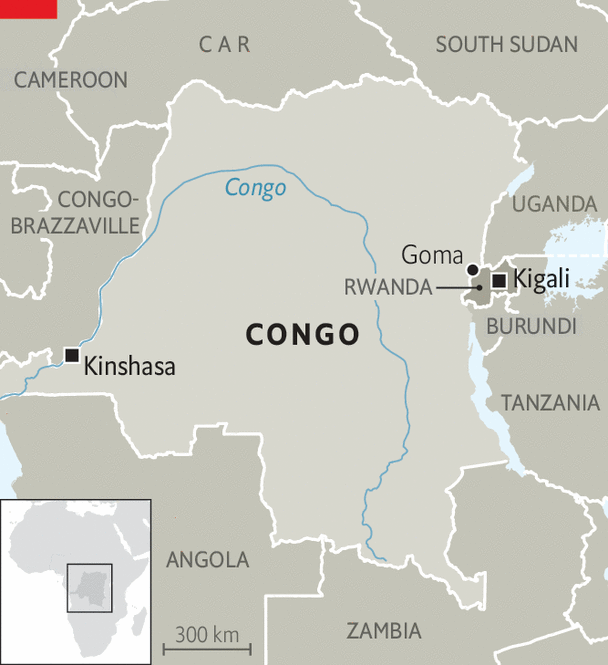 C A R
SOUTH SUDAN
CAMEROON
Congo
CONGO-
BRAZZAVILLE
UGANDA
Goma
RWANDA
Kigali
BURUNDI
CONGO
Kinshasa
TANZANIA
ANGOLA
300 km
ZAMBIA